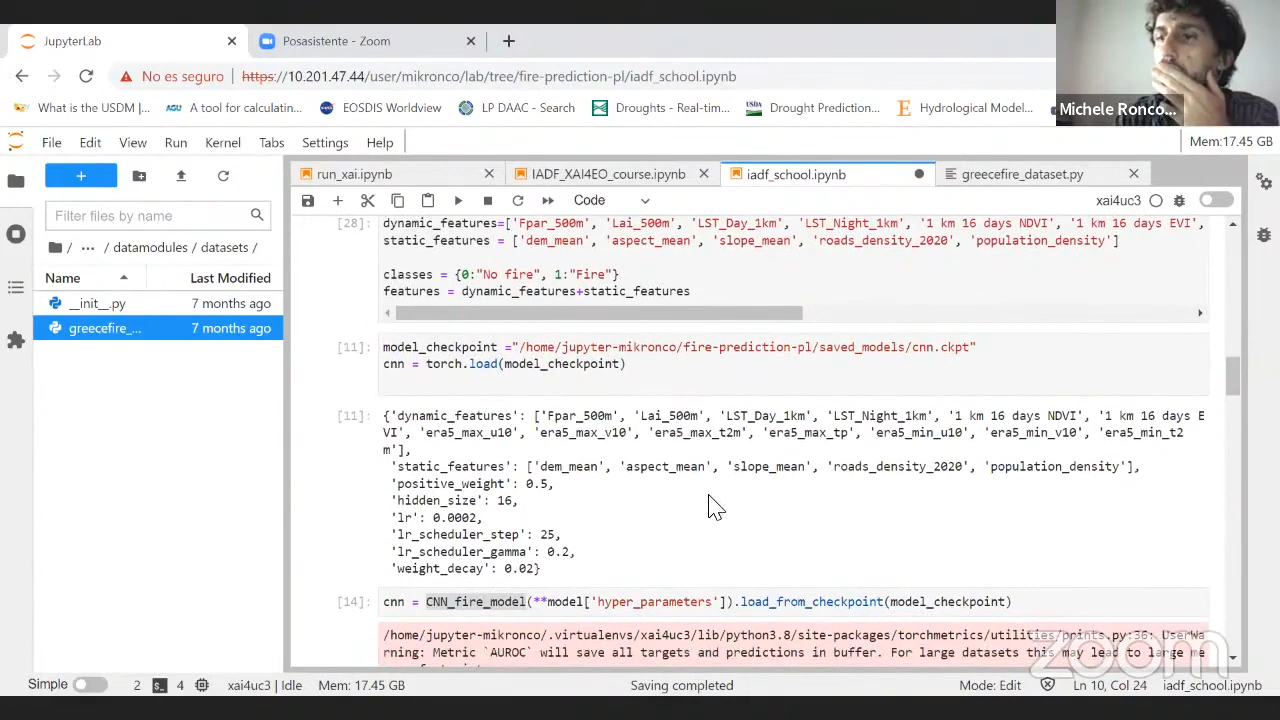 JupyterLab
Posasistente - Zoom
No es seguro
https://10.201.47.44/user/mikronco/lab/tree/fire-prediction-pl/iadf_school.ipynb
What is the USDM |...
AGU
A tool for calculatin...
EOSDIS Worldview
LP DAAC - Search
Droughts - Real-tim...
USDA
Drought Prediction...
Hydrological Model...
Michele Ronco...
File Edit View Run Kernel Tabs Settings Help
Mem:17.45 GB
run_xai.ipynb
IADF_XAI4EO_course.ipynb
iadf_school.ipynb
greecefire_dataset.py
Filter files by name
Code
xai4uc3
/ ... / datamodules / datasets /
Name Last Modified
__init__.py 7 months ago
greecefire_... 7 months ago
[28]:
dynamic_features=['Fpar_500m', 'Lai_500m', 'LST_Day_1km', 'LST_Night_1km', '1 km 16 days NDVI', '1 km 16 days EVI',
static_features = ['dem_mean', 'aspect_mean', 'slope_mean', 'roads_density_2020', 'population_density']
classes = {0:"No fire", 1:"Fire"}
features = dynamic_features+static_features
[11]:
model_checkpoint ="/home/jupyter-mikronco/fire-prediction-pl/saved_models/cnn.ckpt"
cnn = torch.load(model_checkpoint)
[11]:
{'dynamic_features': ['Fpar_500m', 'Lai_500m', 'LST_Day_1km', 'LST_Night_1km', '1 km 16 days NDVI', '1 km 16 days E
VI', 'era5_max_u10', 'era5_max_v10', 'era5_max_t2m', 'era5_max_tp', 'era5_min_u10', 'era5_min_v10', 'era5_min_t2
m'],
'static_features': ['dem_mean', 'aspect_mean', 'slope_mean', 'roads_density_2020', 'population_density'],
'positive_weight': 0.5,
'hidden_size': 16,
'lr': 0.0002,
'lr_scheduler_step': 25,
'lr_scheduler_gamma': 0.2,
'weight_decay': 0.02}
[14]:
cnn = CNN_fire_model(**model['hyper_parameters']).load_from_checkpoint(model_checkpoint)
/home/jupyter-mikronco/.virtualenvs/xai4uc3/lib/python3.8/site-packages/torchmetrics/utilities/prints.py:36: UserWa
rning: Metric `AUROC` will save all targets and predictions in buffer. For large datasets this may lead to large me
zoom
Simple 2 4 xai4uc3 | Idle Mem: 17.45 GB Saving completed Mode: Edit Ln 10, Col 24 iadf_school.ipynb